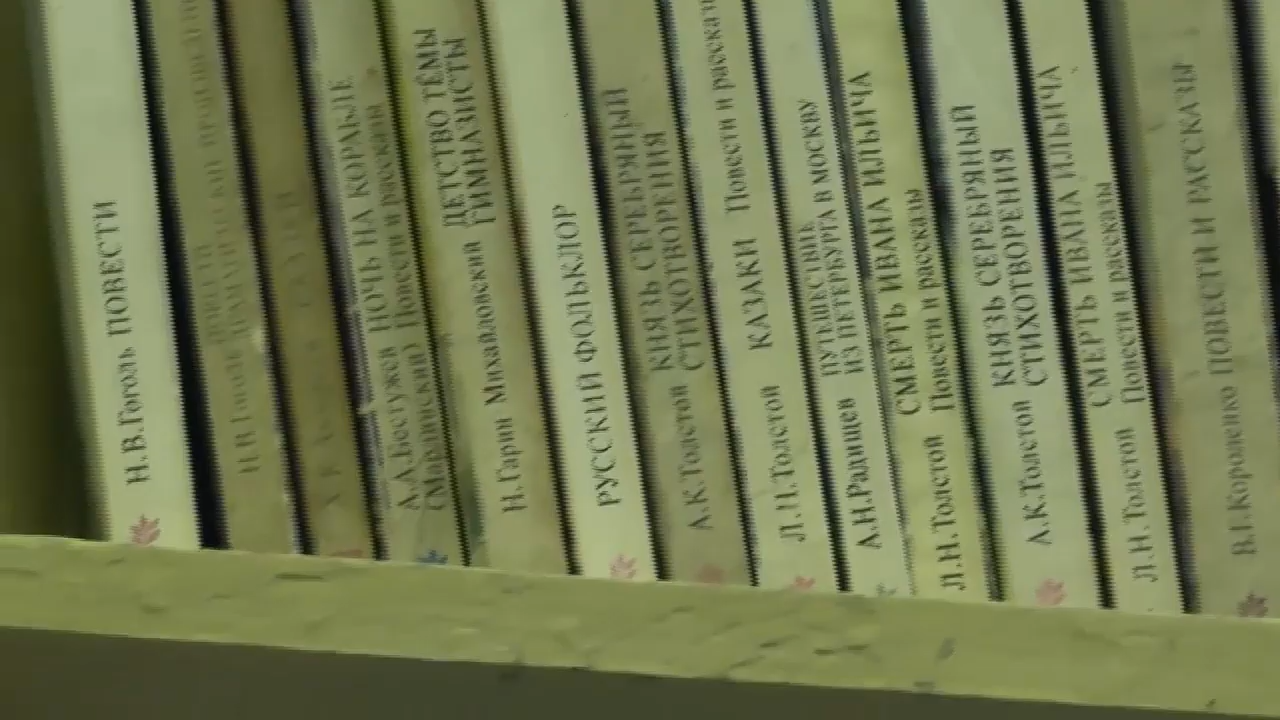 Н.В.Гоголь ПОВЕСТИ
А.А.Бестужев (Марлинский)
НОЧЬ НА КОРАБЛЕ
Повести и рассказы
Н.Гарин Михайловский
ДЕТСТВО ТЁМЫ
ГИМНАЗИСТЫ
РУССКИЙ ФОЛЬКЛОР
А.К.Толстой
КНЯЗЬ СЕРЕБРЯНЫЙ
СТИХОТВОРЕНИЯ
Л.Н.Толстой КАЗАКИ Повести и рассказы
А.Н.Радищев
ПУТЕШЕСТВИЕ
ИЗ ПЕТЕРБУРГА В МОСКВУ
Л.Н.Толстой
СМЕРТЬ ИВАНА ИЛЬИЧА
Повести и рассказы
А.К.Толстой
КНЯЗЬ СЕРЕБРЯНЫЙ
СТИХОТВОРЕНИЯ
Л.Н.Толстой
СМЕРТЬ ИВАНА ИЛЬИЧА
Повести и рассказы
В.Г.Короленко ПОВЕСТИ И РАССКАЗЫ